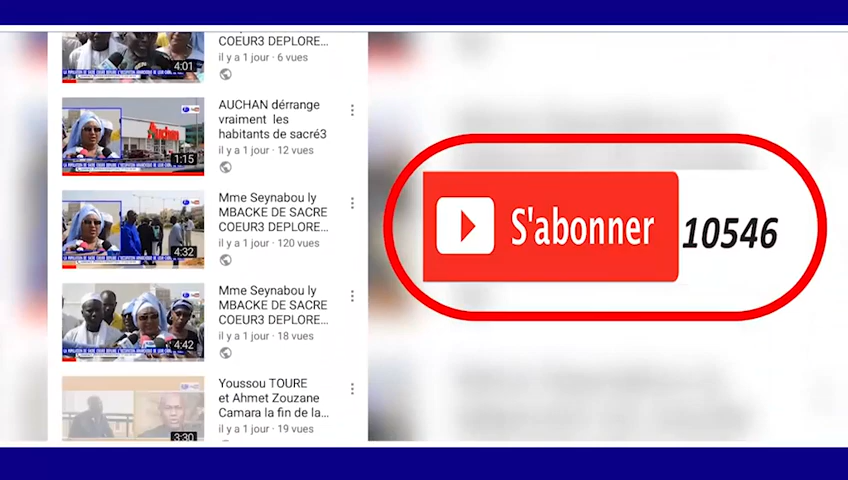 COEUR3 DEPLORE...
il y a 1 jour · 6 vues
4:01
AUCHAN dérrange
vraiment les
habitants de sacré3
il y a 1 jour · 12 vues
Auchan
1:15
Mme Seynabou ly
MBACKE DE SACRE
COEUR3 DEPLORE...
il y a 1 jour · 120 vues
4:32
Mme Seynabou ly
MBACKE DE SACRE
COEUR3 DEPLORE...
il y a 1 jour · 18 vues
4:42
Youssou TOURE
et Ahmet Zouzane
Camara la fin de la...
il y a 1 jour · 19 vues
3:30
S'abonner
10546